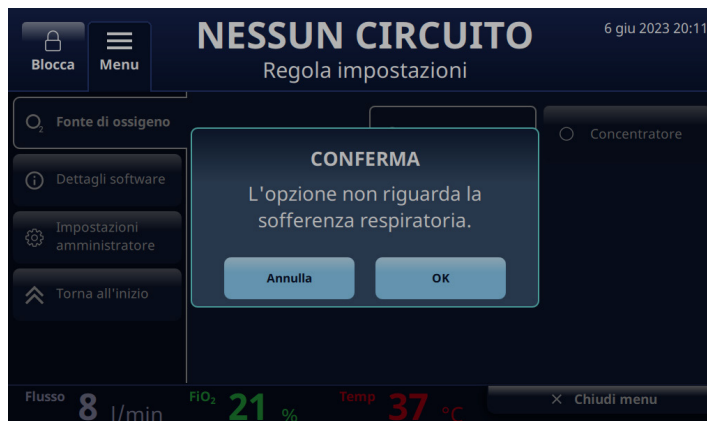 Blocca
Menu
NESSUN CIRCUITO
Regola impostazioni
6 giu 2023 20:11
O₂ Fonte di ossigeno
Dettagli software
Impostazioni
amministratore
Torna all'inizio
Concentratore
CONFERMA
L'opzione non riguarda la
sofferenza respiratoria.
Annulla
OK
Flusso
8 l/min
FiO₂
21 %
Temp
37 °C
× Chiudi menu